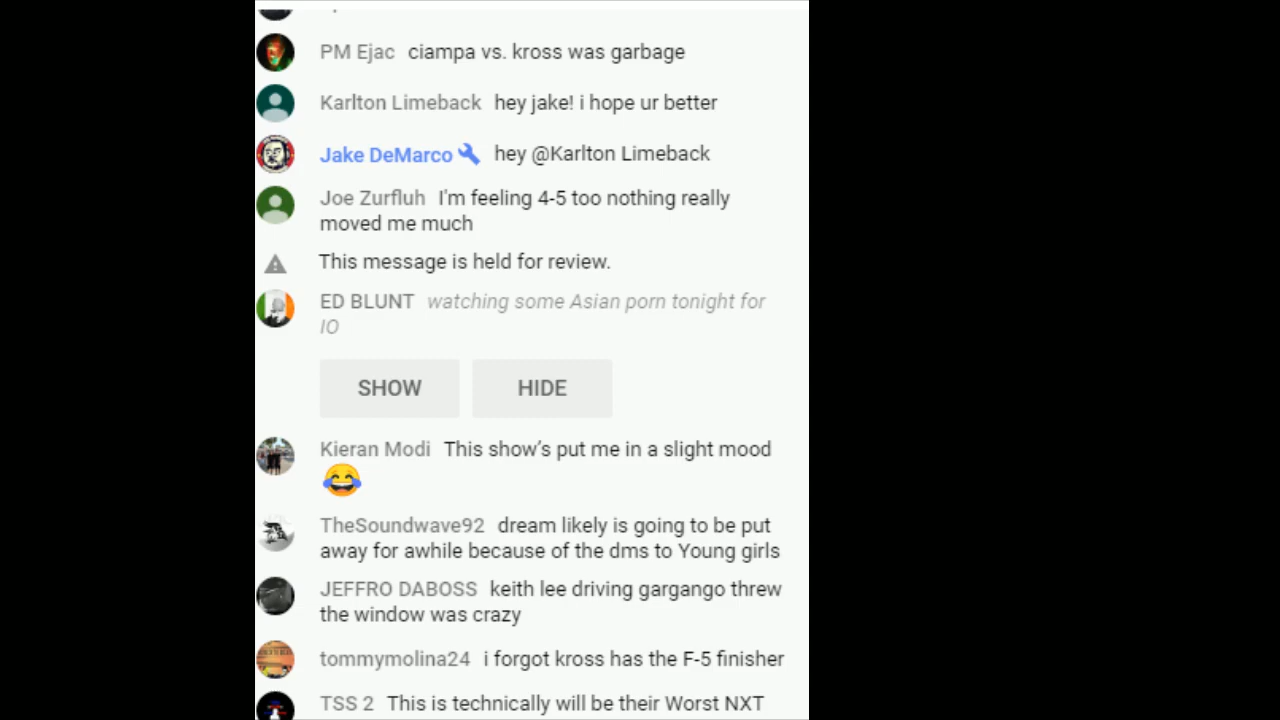 PM Ejac ciampa vs. kross was garbage
Karlton Limeback hey jake! i hope ur better
Jake DeMarco hey @Karlton Limeback
Joe Zurfluh I'm feeling 4-5 too nothing really
moved me much
This message is held for review.
ED BLUNT watching some Asian porn tonight for
IO
SHOW HIDE
Kieran Modi This show's put me in a slight mood
😂
TheSoundwave92 dream likely is going to be put
away for awhile because of the dms to Young girls
JEFFRO DABOSS keith lee driving gargango threw
the window was crazy
tommymolina24 i forgot kross has the F-5 finisher
TSS 2 This is technically will be their Worst NXT